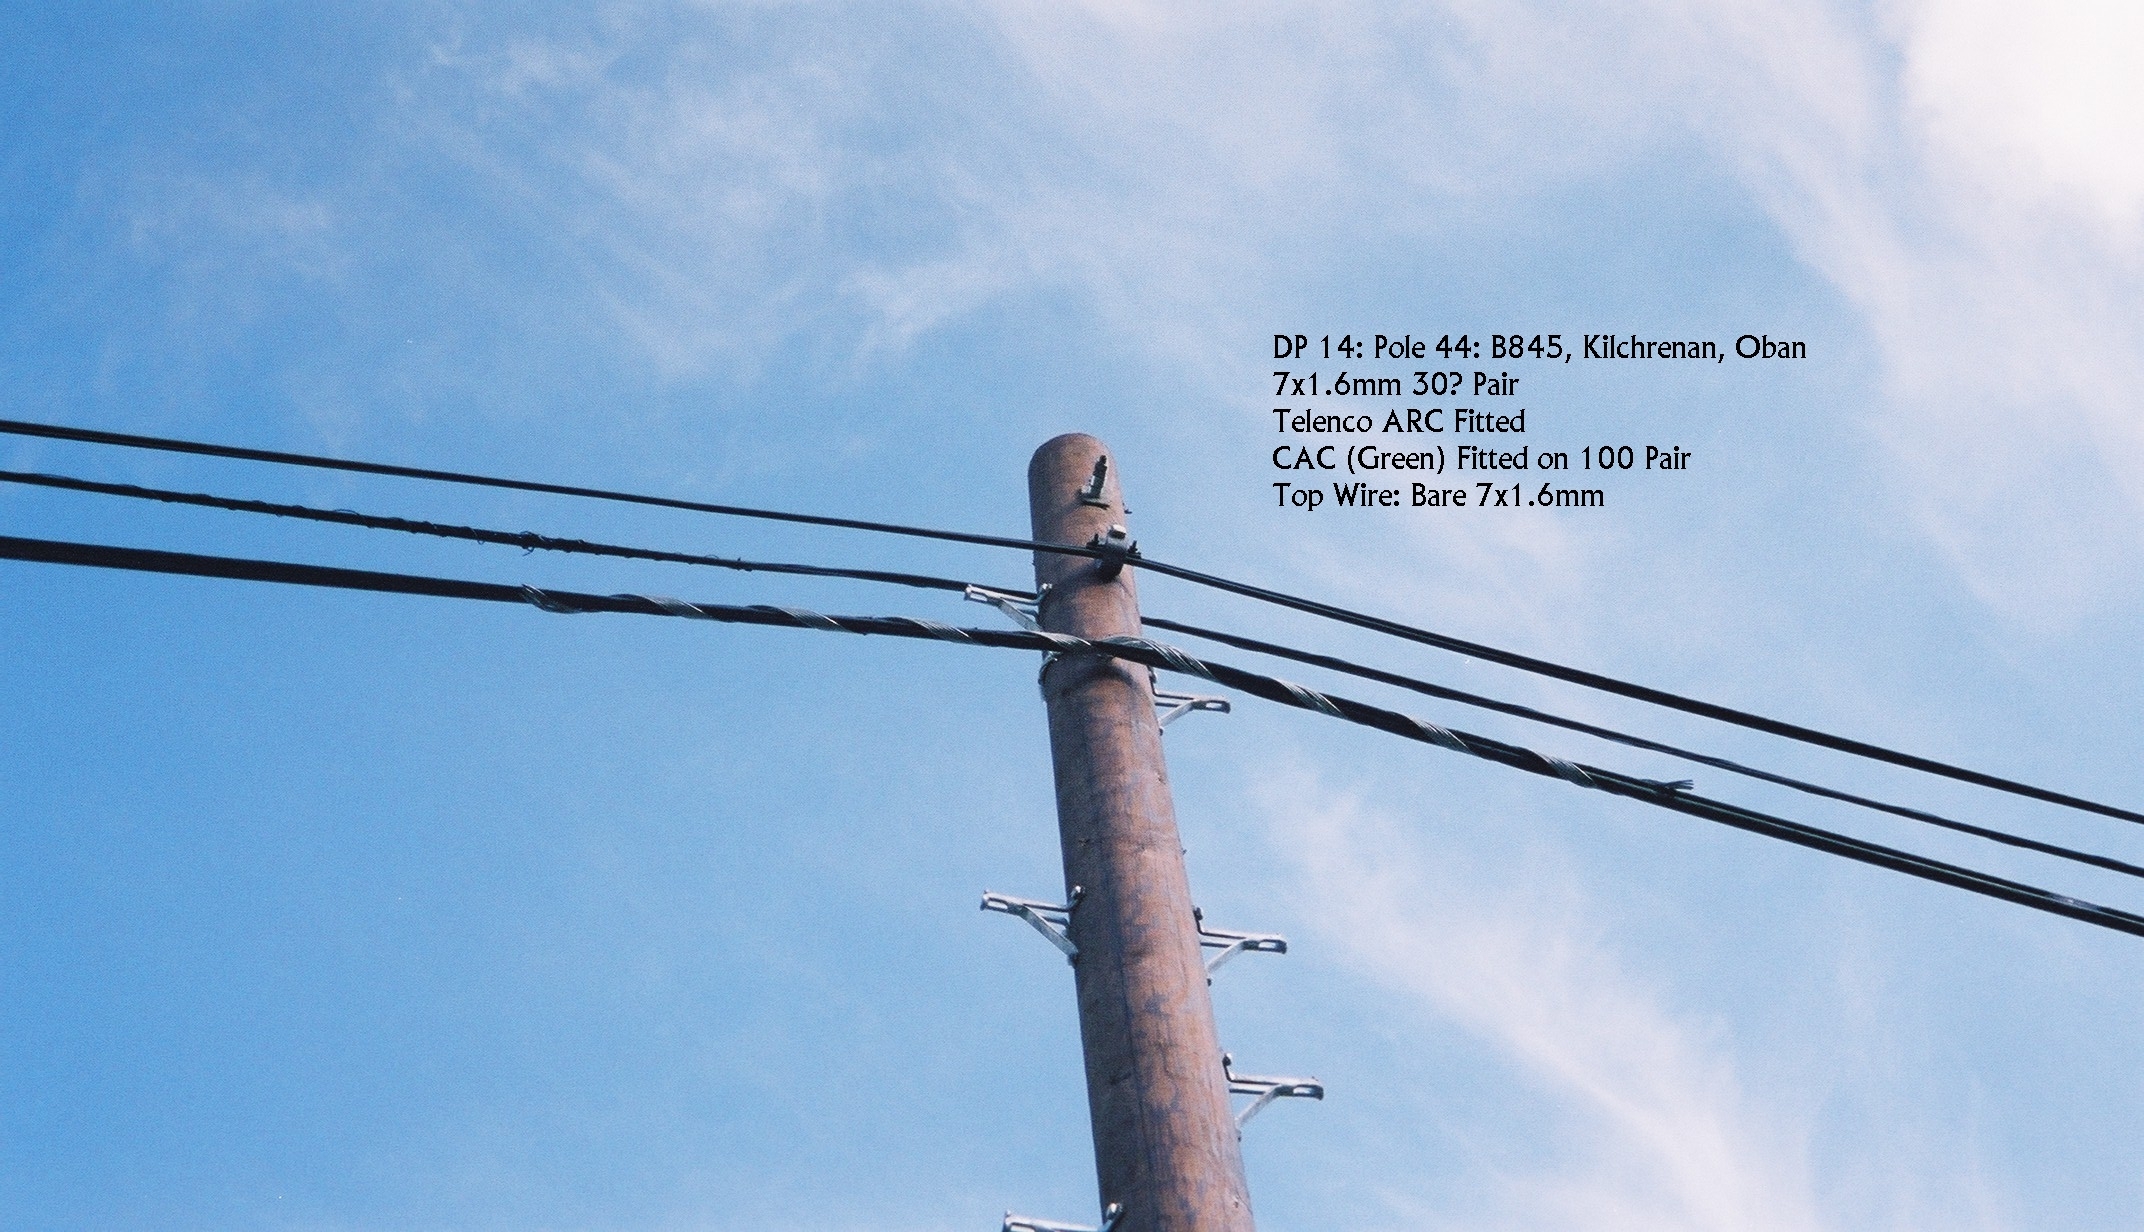 DP 14: Pole 44: B845, Kilchrenan, Oban
7x1.6mm 30? Pair
Telenco ARC Fitted
CAC (Green) Fitted on 100 Pair
Top Wire: Bare 7x1.6mm